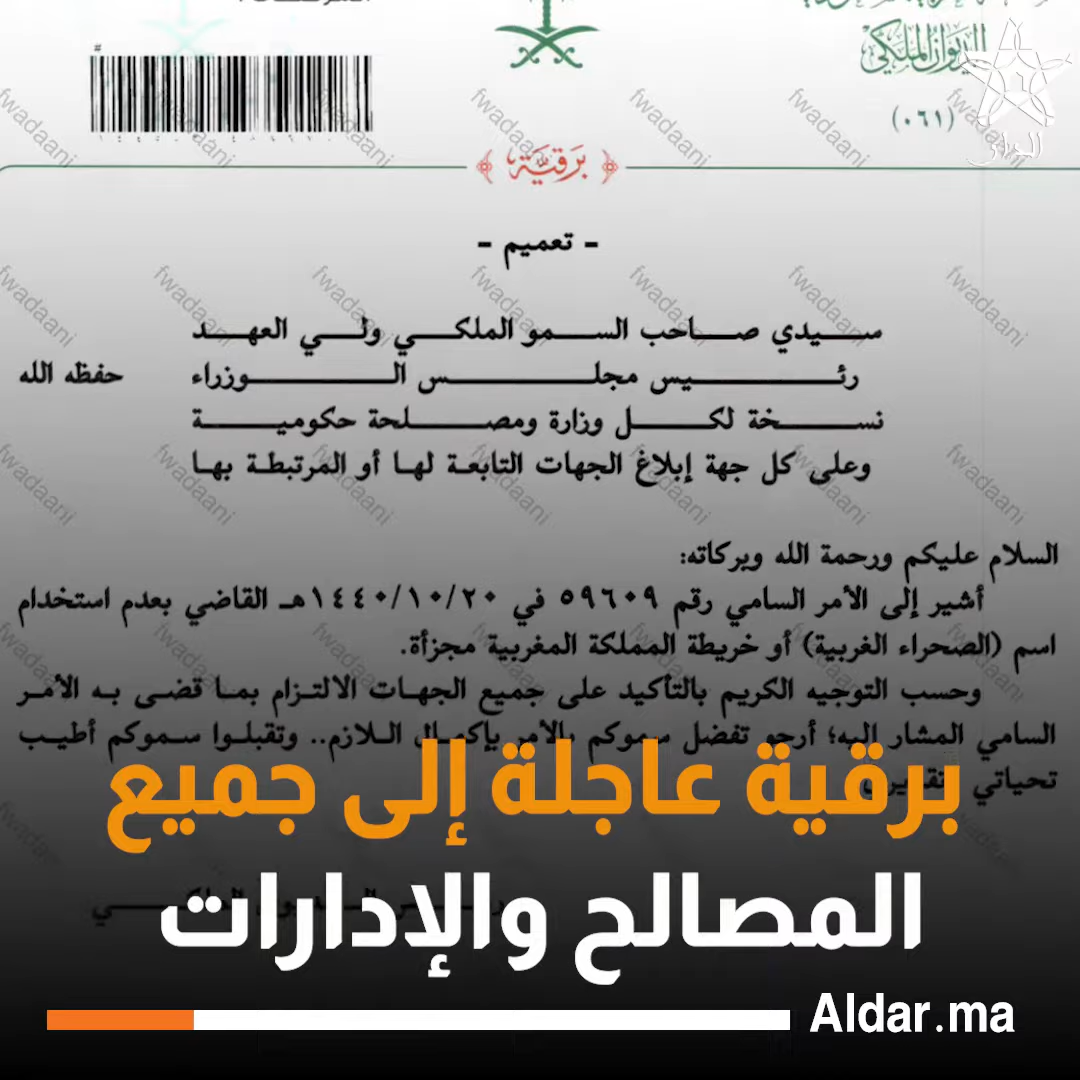 الديوان الملكي
(٠٦١)
الدار
برقية
- تعميم -
سيدي صاحب السمو الملكي ولي العهد
رئيس مجلس الوزراء حفظه الله
نسخة لكل وزارة ومصلحة حكومية
وعلى كل جهة إبلاغ الجهات التابعة لها أو المرتبطة بها
السلام عليكم ورحمة الله وبركاته:
أشير إلى الأمر السامي رقم ٥٩٦٠٩ في ١٤٤٠/١٠/٢٠هـ القاضي بعدم استخدام
اسم (الصحراء الغربية) أو خريطة المملكة المغربية مجزأة.
وحسب التوجيه الكريم بالتأكيد على جميع الجهات الالتزام بما قضى به الأمر
السامي المشار إليه؛ أرجو تفضل سموكم بالأمر بإكمال اللازم.. وتقبلوا سموكم أطيب
تحياتي
برقية عاجلة إلى جميع
المصالح والإدارات
Aldar.ma
fwadaani